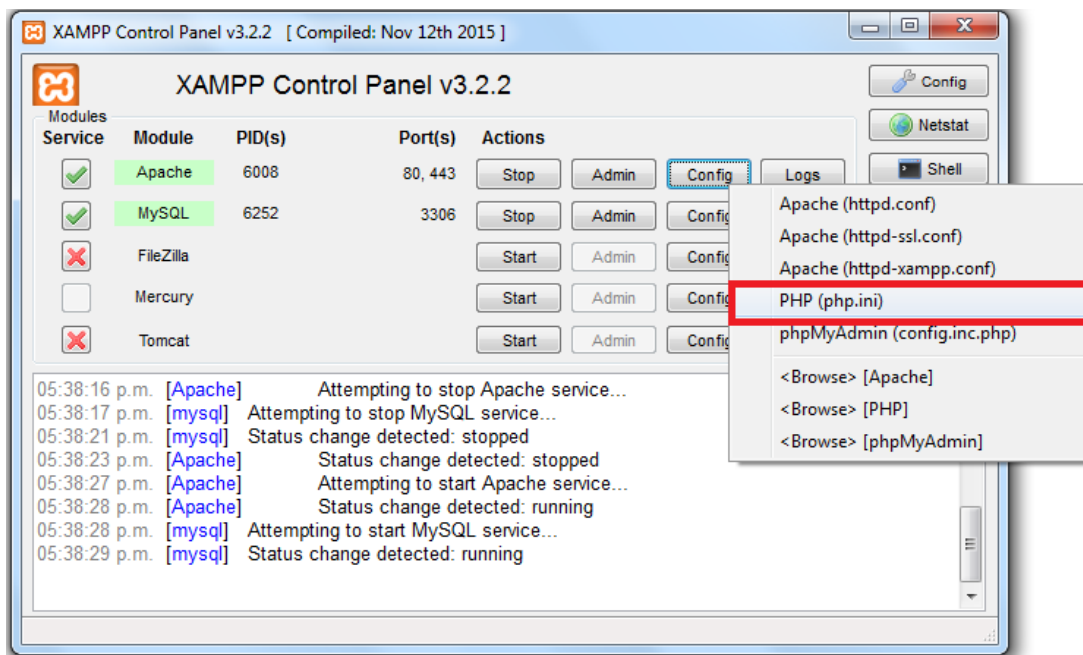 XAMPP Control Panel v3.2.2 [ Compiled: Nov 12th 2015 ]
XAMPP Control Panel v3.2.2
Config
Modules
Service Module PID(s) Port(s) Actions
Netstat
Apache 6008 80, 443 Stop Admin Config Logs
Shell
MySQL 6252 3306 Stop Admin
FileZilla Start Admin
Mercury Start Admin
Tomcat Start Admin
Apache (httpd.conf)
Apache (httpd-ssl.conf)
Apache (httpd-xampp.conf)
PHP (php.ini)
phpMyAdmin (config.inc.php)
<Browse> [Apache]
<Browse> [PHP]
<Browse> [phpMyAdmin]
05:38:16 p.m. [Apache] Attempting to stop Apache service...
05:38:17 p.m. [mysql] Attempting to stop MySQL service...
05:38:21 p.m. [mysql] Status change detected: stopped
05:38:23 p.m. [Apache] Status change detected: stopped
05:38:27 p.m. [Apache] Attempting to start Apache service...
05:38:28 p.m. [Apache] Status change detected: running
05:38:28 p.m. [mysql] Attempting to start MySQL service...
05:38:29 p.m. [mysql] Status change detected: running